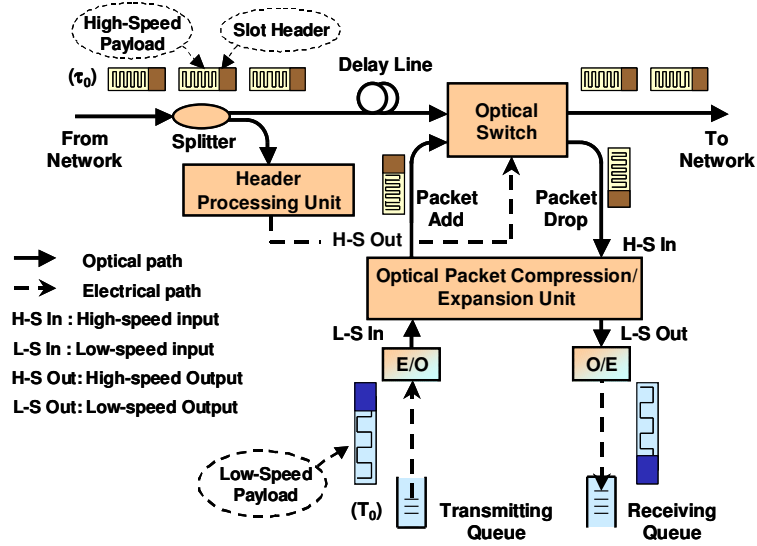 High-Speed
Payload
Slot Header
(τ₀)
Delay Line
Optical
Switch
From
Network
Splitter
To
Network
Header
Processing Unit
Packet
Add
Packet
Drop
H-S Out
H-S In
Optical path
Electrical path
H-S In : High-speed input
L-S In : Low-speed input
H-S Out: High-speed Output
L-S Out: Low-speed Output
Optical Packet Compression/
Expansion Unit
L-S In
L-S Out
E/O
O/E
Low-Speed
Payload
(T₀)
Transmitting
Queue
Receiving
Queue